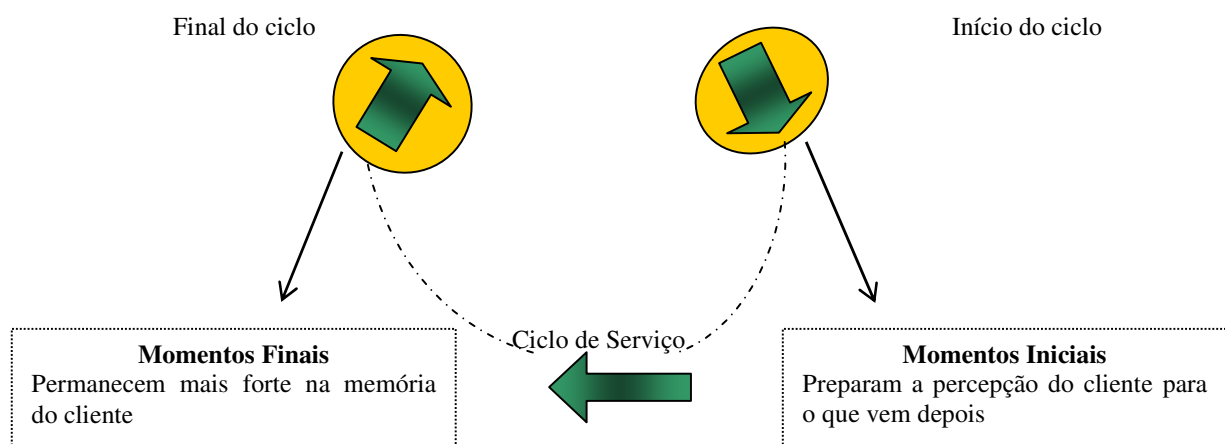 Final do ciclo
Início do ciclo
Ciclo de Serviço
Momentos Finais
Permanecem mais forte na memória
do cliente
Momentos Iniciais
Preparam a percepção do cliente para
o que vem depois